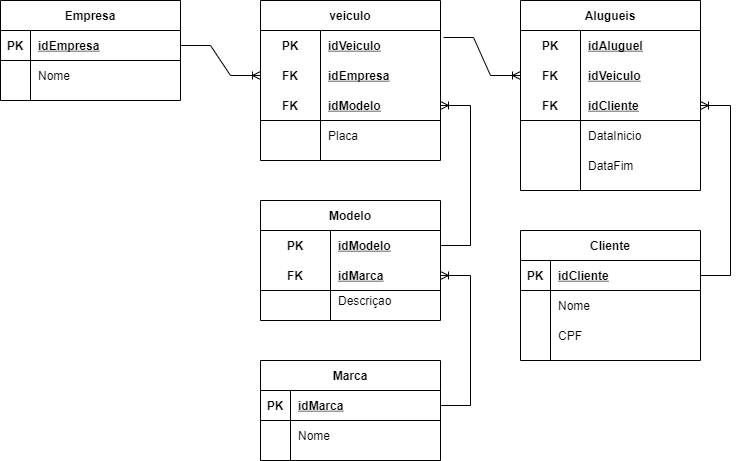 Empresa
PK idEmpresa
Nome
veiculo
PK idVeiculo
FK idEmpresa
FK idModelo
Placa
Alugueis
PK idAluguel
FK idVeiculo
FK idCliente
DataInicio
DataFim
Modelo
PK idModelo
FK idMarca
Descriçao
Cliente
PK idCliente
Nome
CPF
Marca
PK idMarca
Nome